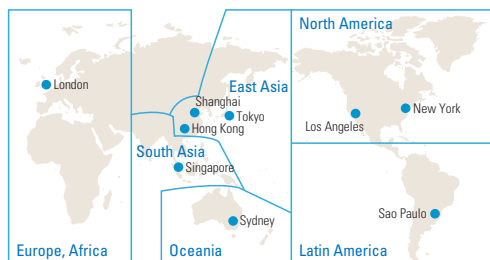 North America
London
East Asia
Shanghai
Tokyo
New York
Los Angeles
Hong Kong
South Asia
Singapore
Sao Paulo
Sydney
Europe, Africa
Oceania
Latin America